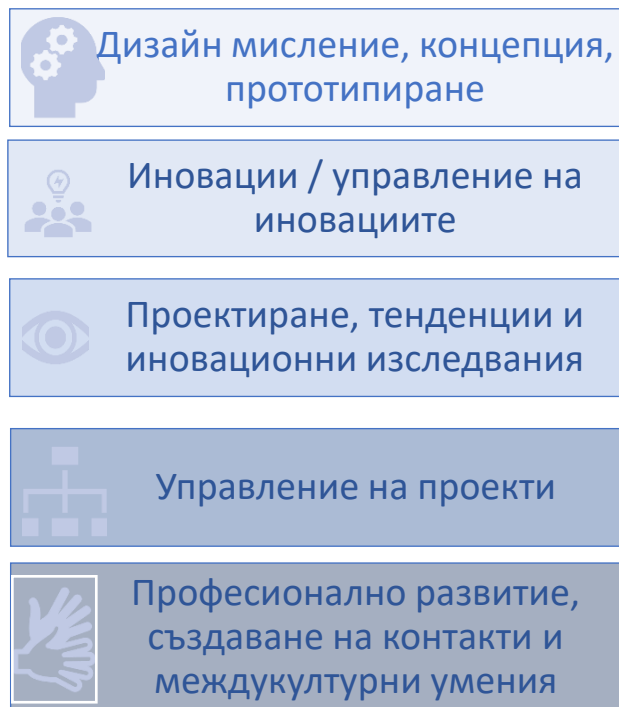 Дизайн мисление, концепция,
прототипиране
Иновации / управление на
иновациите
Проектиране, тенденции и
иновационни изследвания
Управление на проекти
Професионално развитие,
създаване на контакти и
междукултурни умения